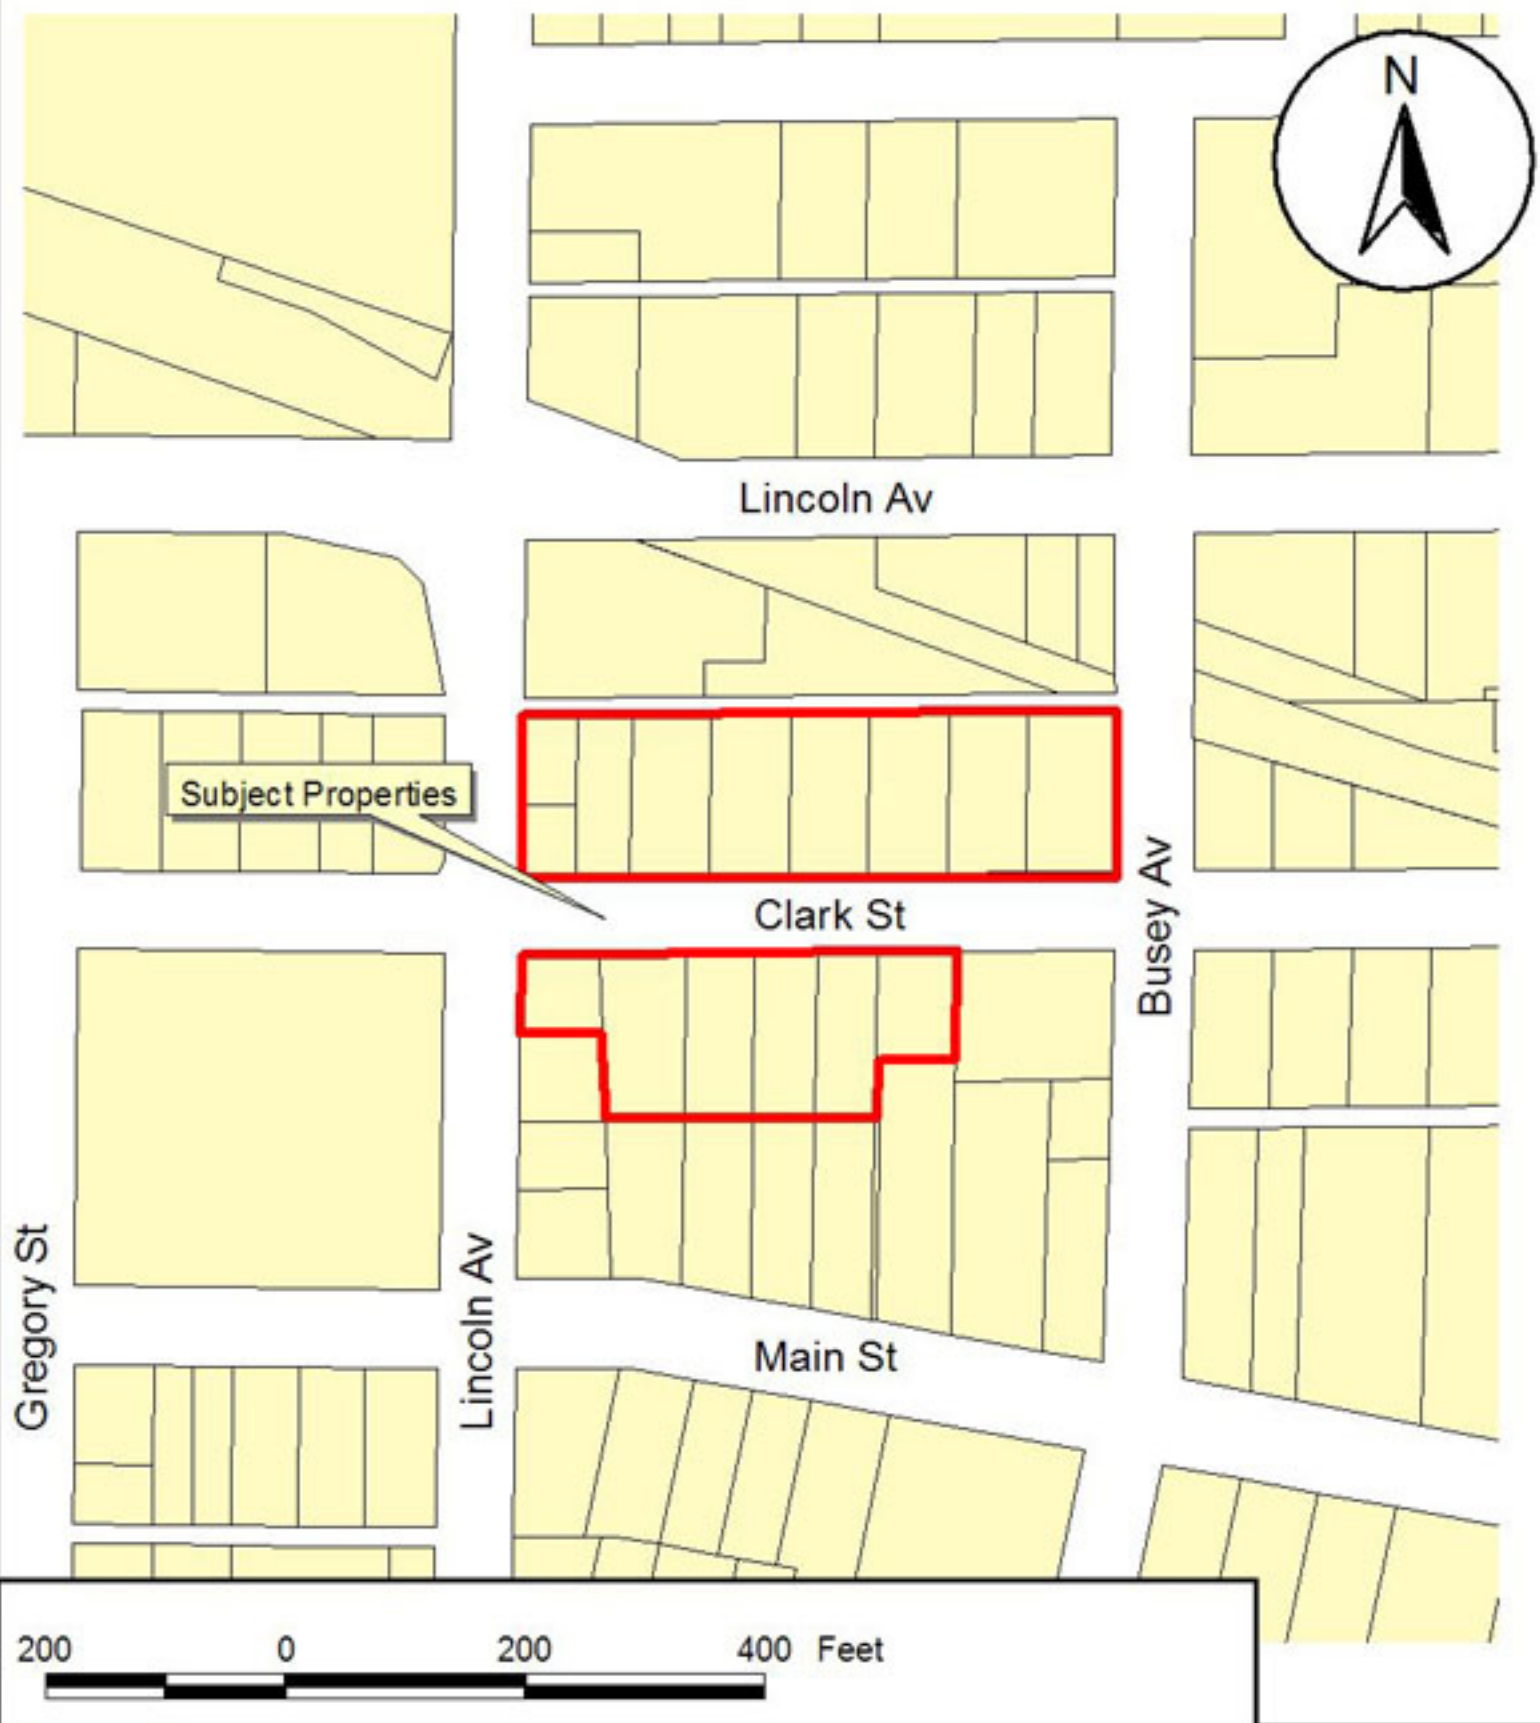 N
Lincoln Av
Subject Properties
Clark St
Busey Av
Gregory St
Lincoln Av
Main St
200 0 200 400 Feet